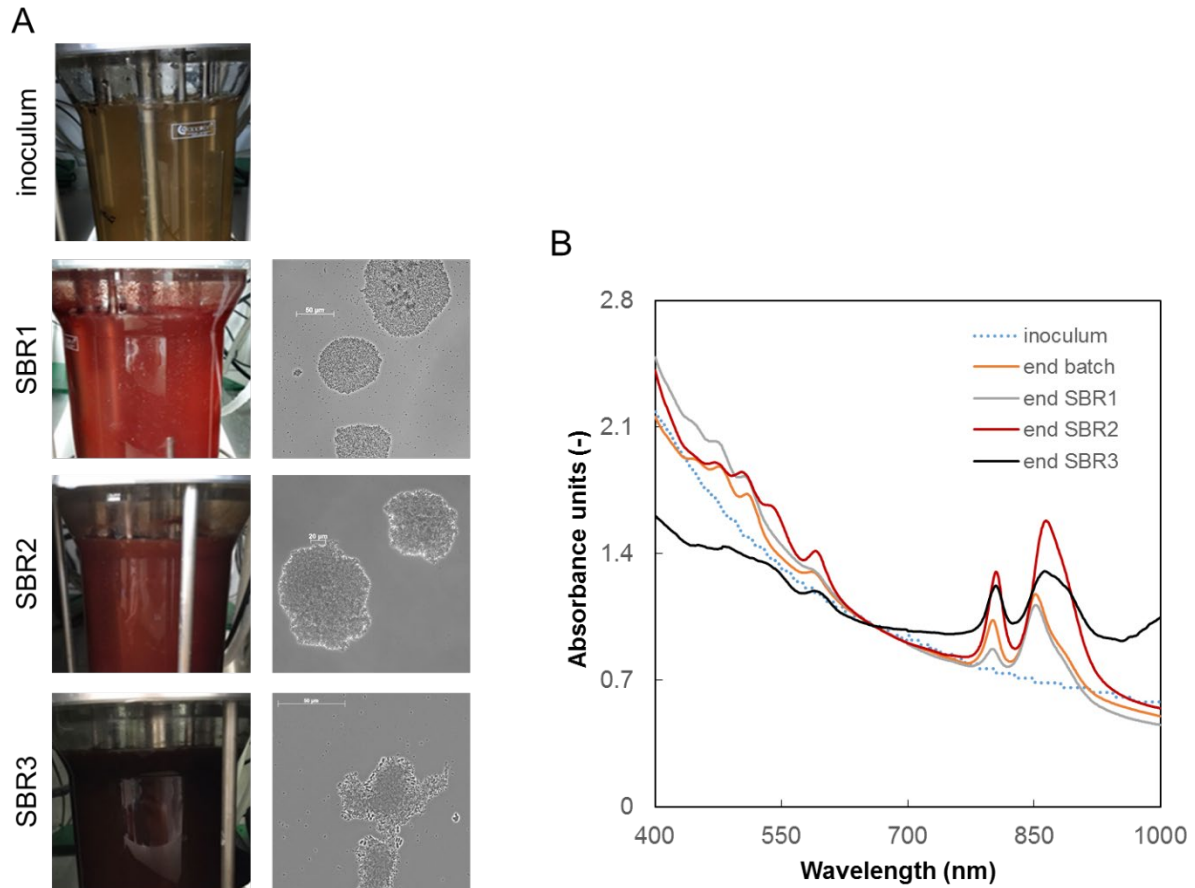 A
inoculum
SBR1
50 µm
SBR2
20 µm
SBR3
B
2.8
2.1
1.4
0.7
0
Absorbance units (-)
inoculum
end batch
end SBR1
end SBR2
end SBR3
400
550
700
850
1000
Wavelength (nm)